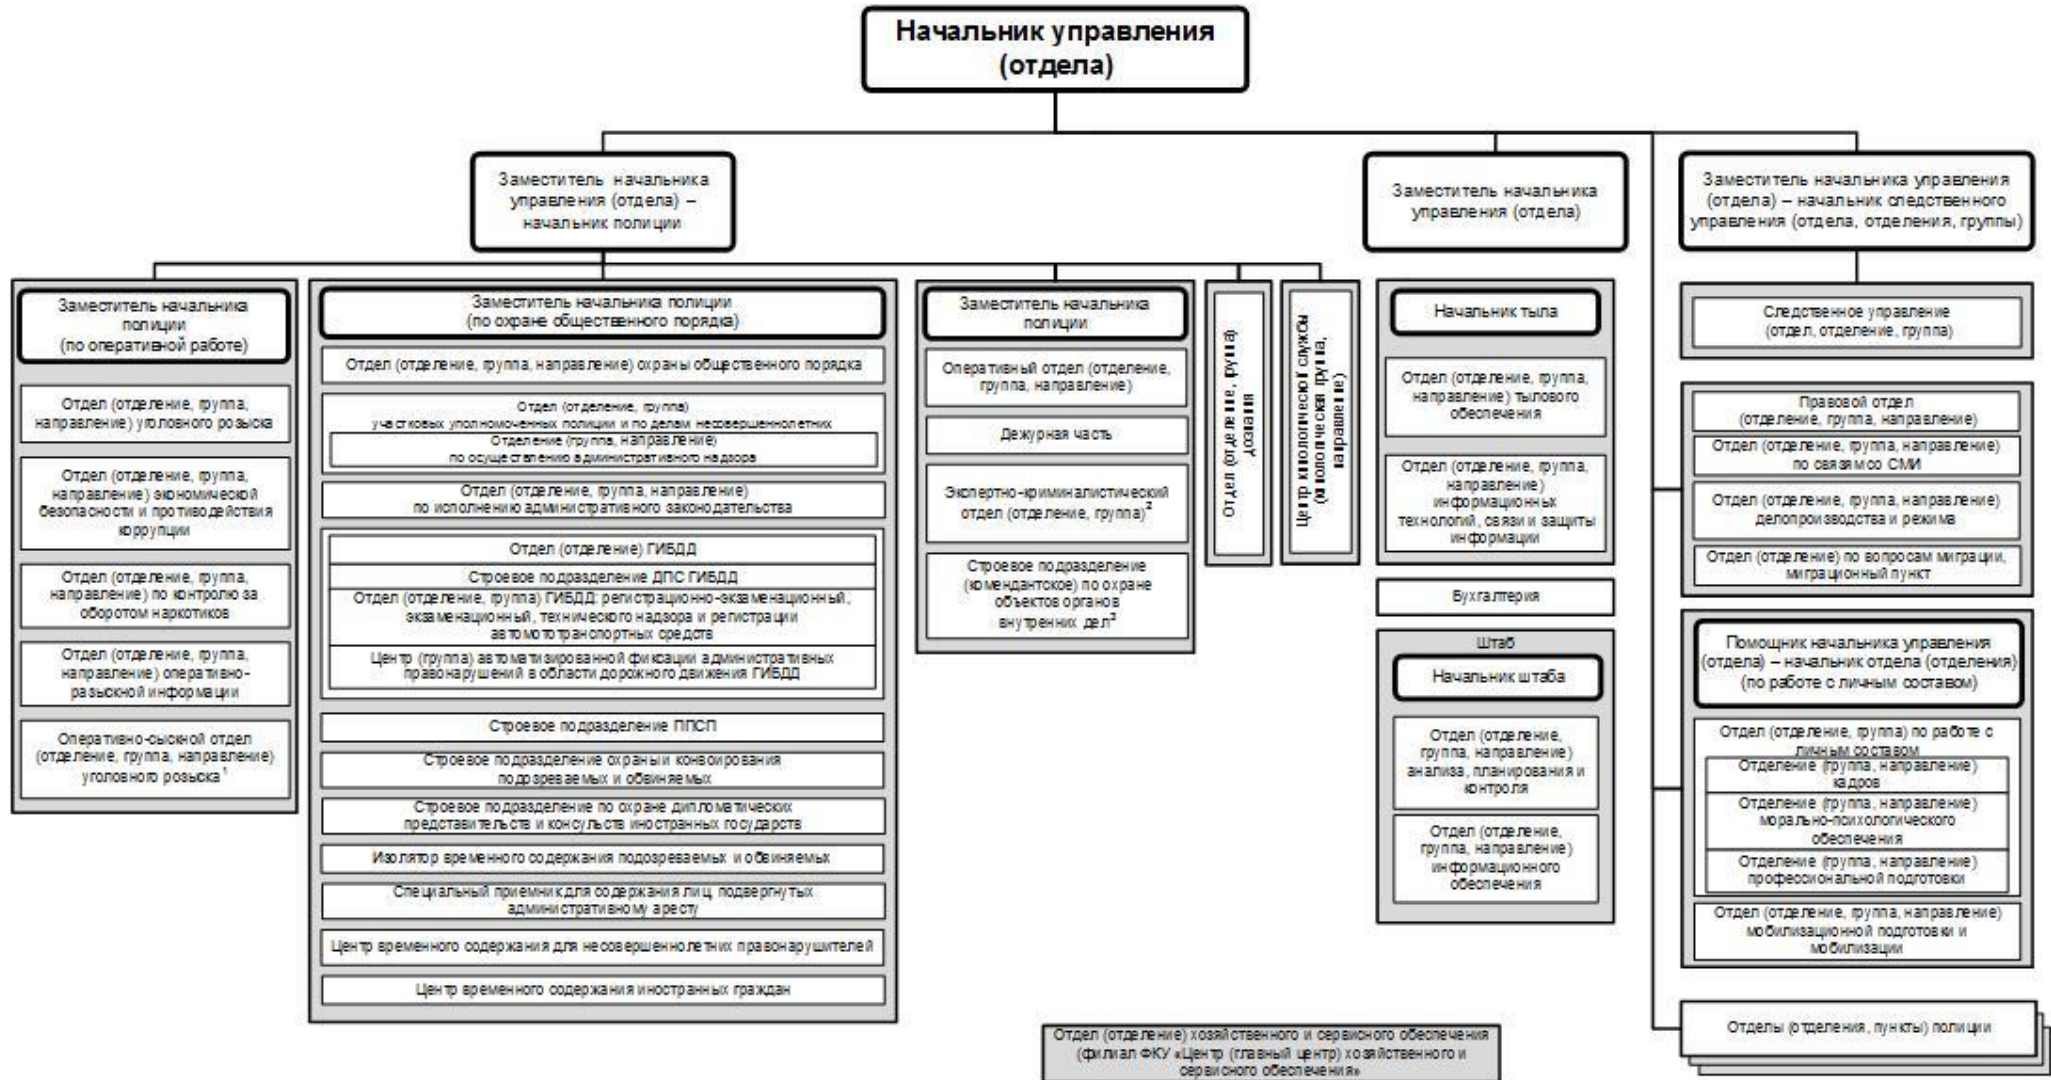 Начальник управления
(отдела)
Заместитель начальника
управления (отдела) –
начальник полиции
Заместитель начальника
управления (отдела)
Заместитель начальника управления
(отдела) – начальник следственного
управления (отдела, отделения, группы)
Заместитель начальника
полиции
(по оперативной работе)
Отдел (отделение, группа,
направление) уголовного розыска
Отдел (отделение, группа,
направление) экономической
безопасности и противодействия
коррупции
Отдел (отделение, группа,
направление) по контролю за
оборотом наркотиков
Отдел (отделение, группа,
направление) оперативно-
разыскной информации
Оперативно-сыскной отдел
(отделение, группа, направление)
уголовного розыска¹
Заместитель начальника полиции
(по охране общественного порядка)
Отдел (отделение, группа, направление) охраны общественного порядка
Отдел (отделение, группа)
участковых уполномоченных полиции и по делам несовершеннолетних
Отделение (группа, направление)
по осуществлению административного надзора
Отдел (отделение, группа, направление)
по исполнению административного законодательства
Отдел (отделение) ГИБДД
Строевое подразделение ДПС ГИБДД
Отдел (отделение, группа) ГИБДД: регистрационно-экзаменационный,
экзаменационный, технического надзора и регистрации
автомототранспортных средств
Центр (группа) автоматизированной фиксации административных
правонарушений в области дорожного движения ГИБДД
Строевое подразделение ППСП
Строевое подразделение охраны и конвоирования
подозреваемых и обвиняемых
Строевое подразделение по охране дипломатических
представительств и консульств иностранных государств
Изолятор временного содержания подозреваемых и обвиняемых
Специальный приемник для содержания лиц, подвергнутых
административному аресту
Центр временного содержания для несовершеннолетних правонарушителей
Центр временного содержания иностранных граждан
Заместитель начальника
полиции
Оперативный отдел (отделение,
группа, направление)
Дежурная часть
Экспертно-криминалистический
отдел (отделение, группа)²
Строевое подразделение
(комендантское) по охране
объектов органов
внутренних дел²
Отдел (отделение, группа)
дознания
Центр кинологической службы
(кинологическая группа,
направление)
Начальник тыла
Отдел (отделение, группа,
направление) тылового
обеспечения
Отдел (отделение, группа,
направление)
информационных
технологий, связи и защиты
информации
Бухгалтерия
Штаб
Начальник штаба
Отдел (отделение,
группа, направление)
анализа, планирования и
контроля
Отдел (отделение,
группа, направление)
информационного
обеспечения
Следственное управление
(отдел, отделение, группа)
Правовой отдел
(отделение, группа, направление)
Отдел (отделение, группа, направление)
по связям со СМИ
Отдел (отделение, группа, направление)
делопроизводства и режима
Отдел (отделение) по вопросам миграции,
миграционный пункт
Помощник начальника управления
(отдела) – начальник отдела (отделения)
(по работе с личным составом)
Отдел (отделение, группа) по работе с
личным составом
Отделение (группа, направление)
кадров
Отделение (группа, направление)
морально-психологического
обеспечения
Отделение (группа, направление)
профессиональной подготовки
Отдел (отделение, группа, направление)
мобилизационной подготовки и
мобилизации
Отделы (отделения, пункты) полиции
Отдел (отделение) хозяйственного и сервисного обеспечения
(филиал ФКУ «Центр (главный центр) хозяйственного и
сервисного обеспечения»